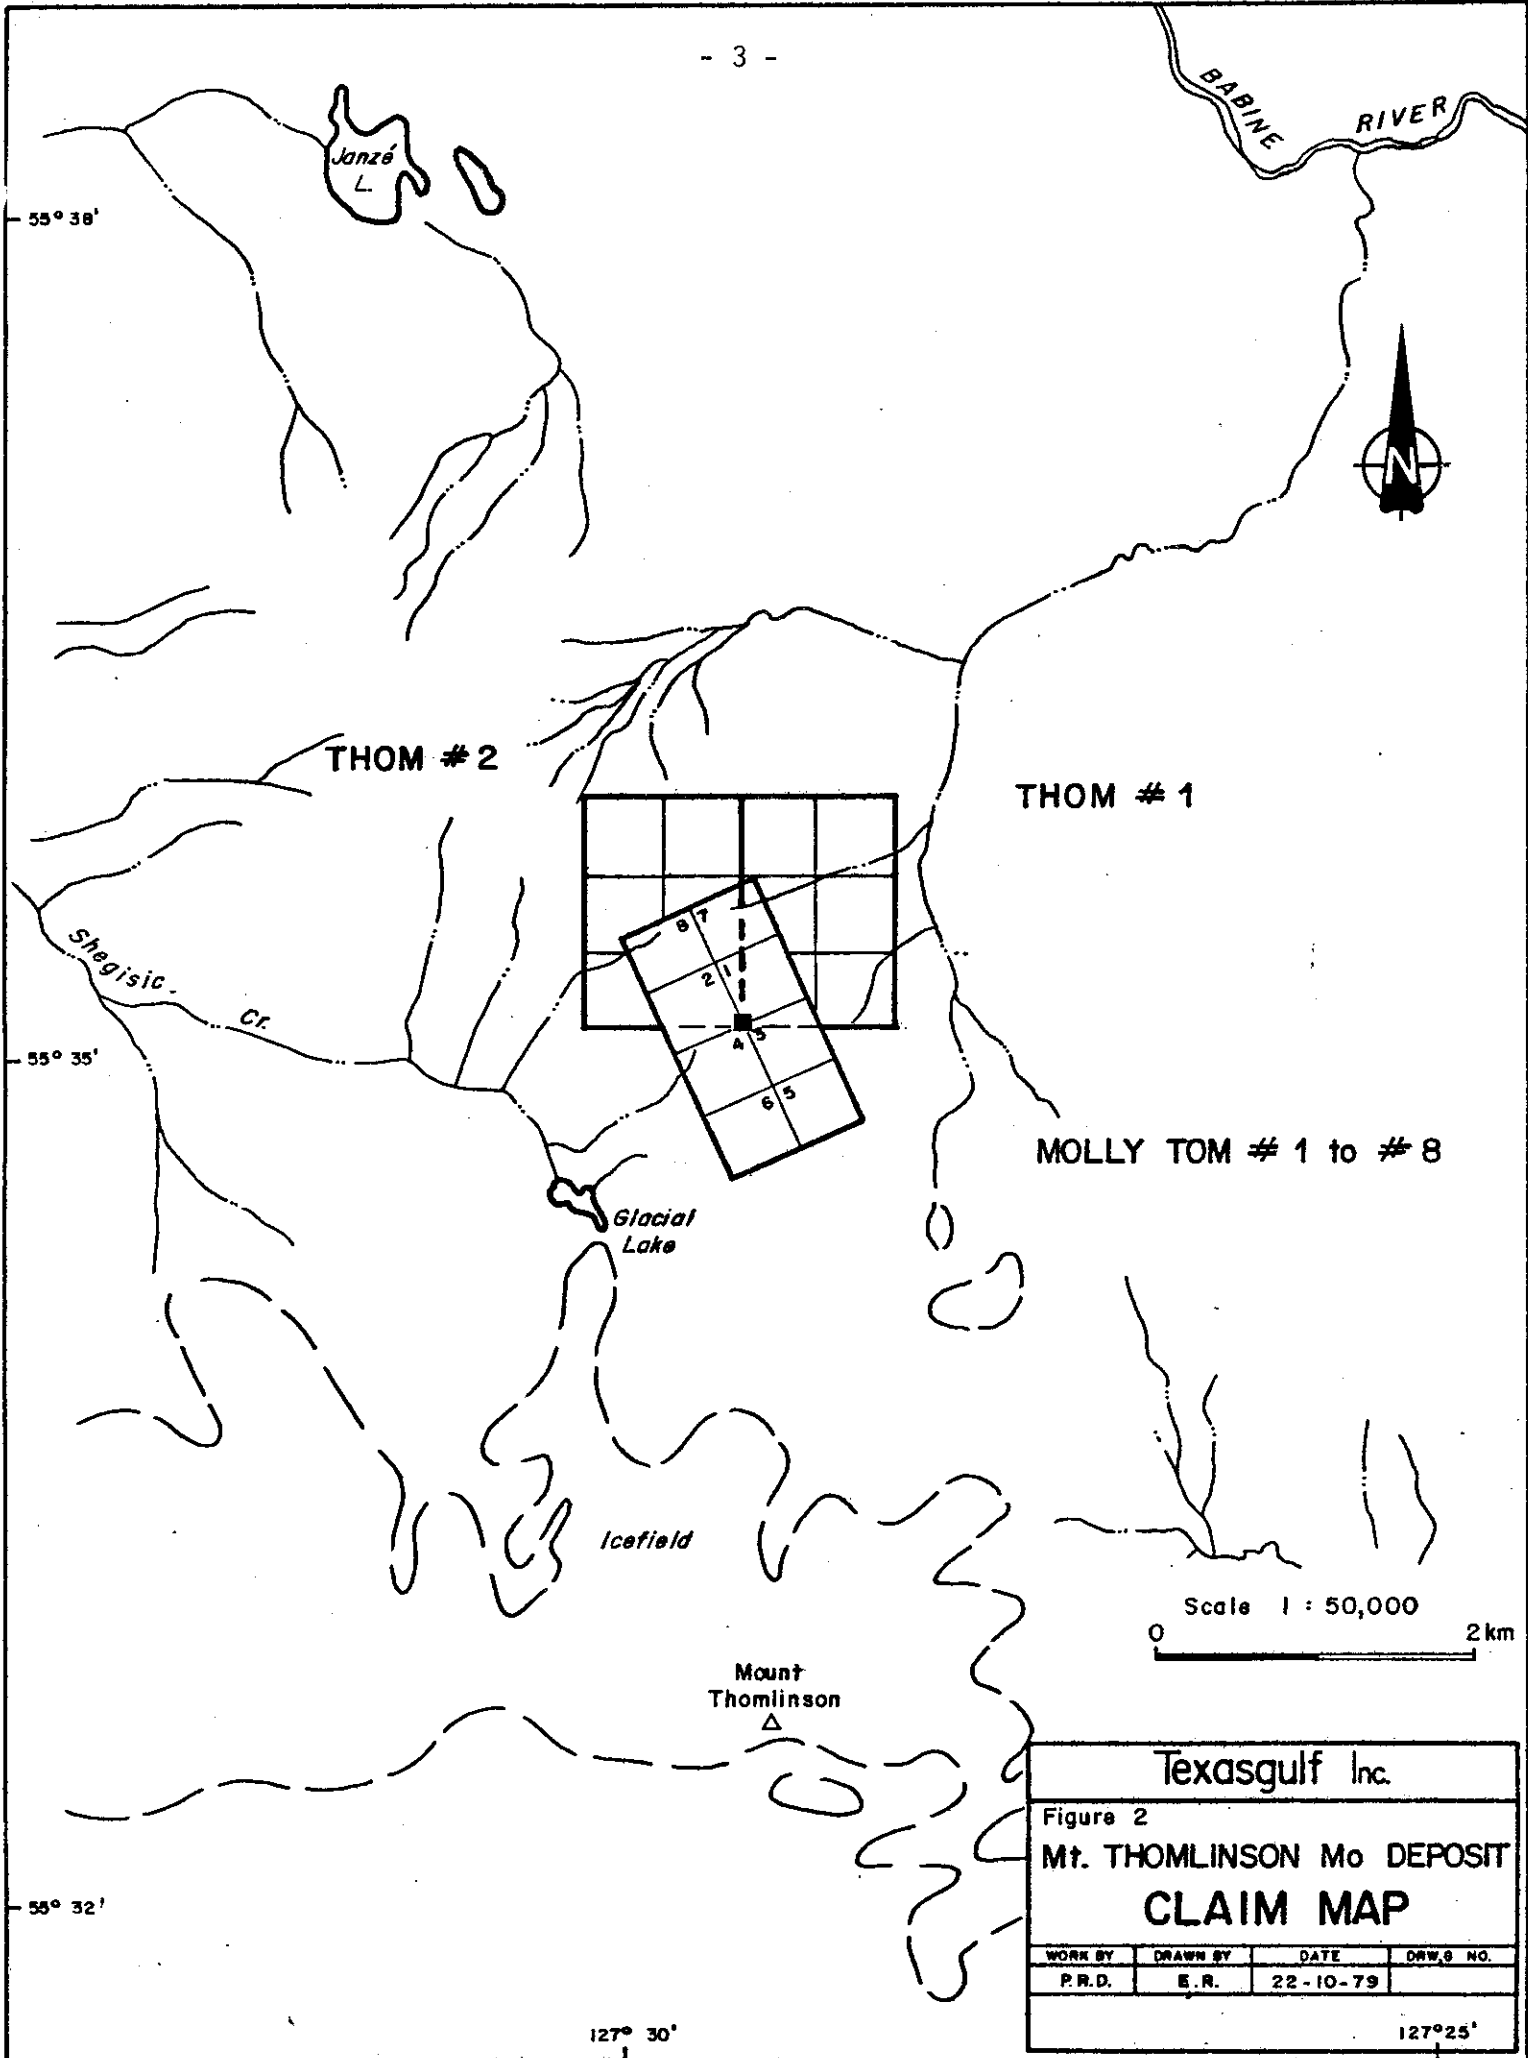 - 3 -
BABINE RIVER
Janzé
L.
55° 38'
N
THOM # 2
THOM # 1
8 7
2 1
4 3
6 5
Shegisic Cr.
55° 35'
MOLLY TOM # 1 to # 8
Glacial
Lake
Icefield
Scale 1 : 50,000
0 2 km
Mount
Thomlinson
Texasgulf Inc.
Figure 2
Mt. THOMLINSON Mo DEPOSIT
CLAIM MAP
55° 32'
WORK BY DRAWN BY DATE DRW,G NO.
P.R.D. E.R. 22-10-79
127° 30' 127°25'